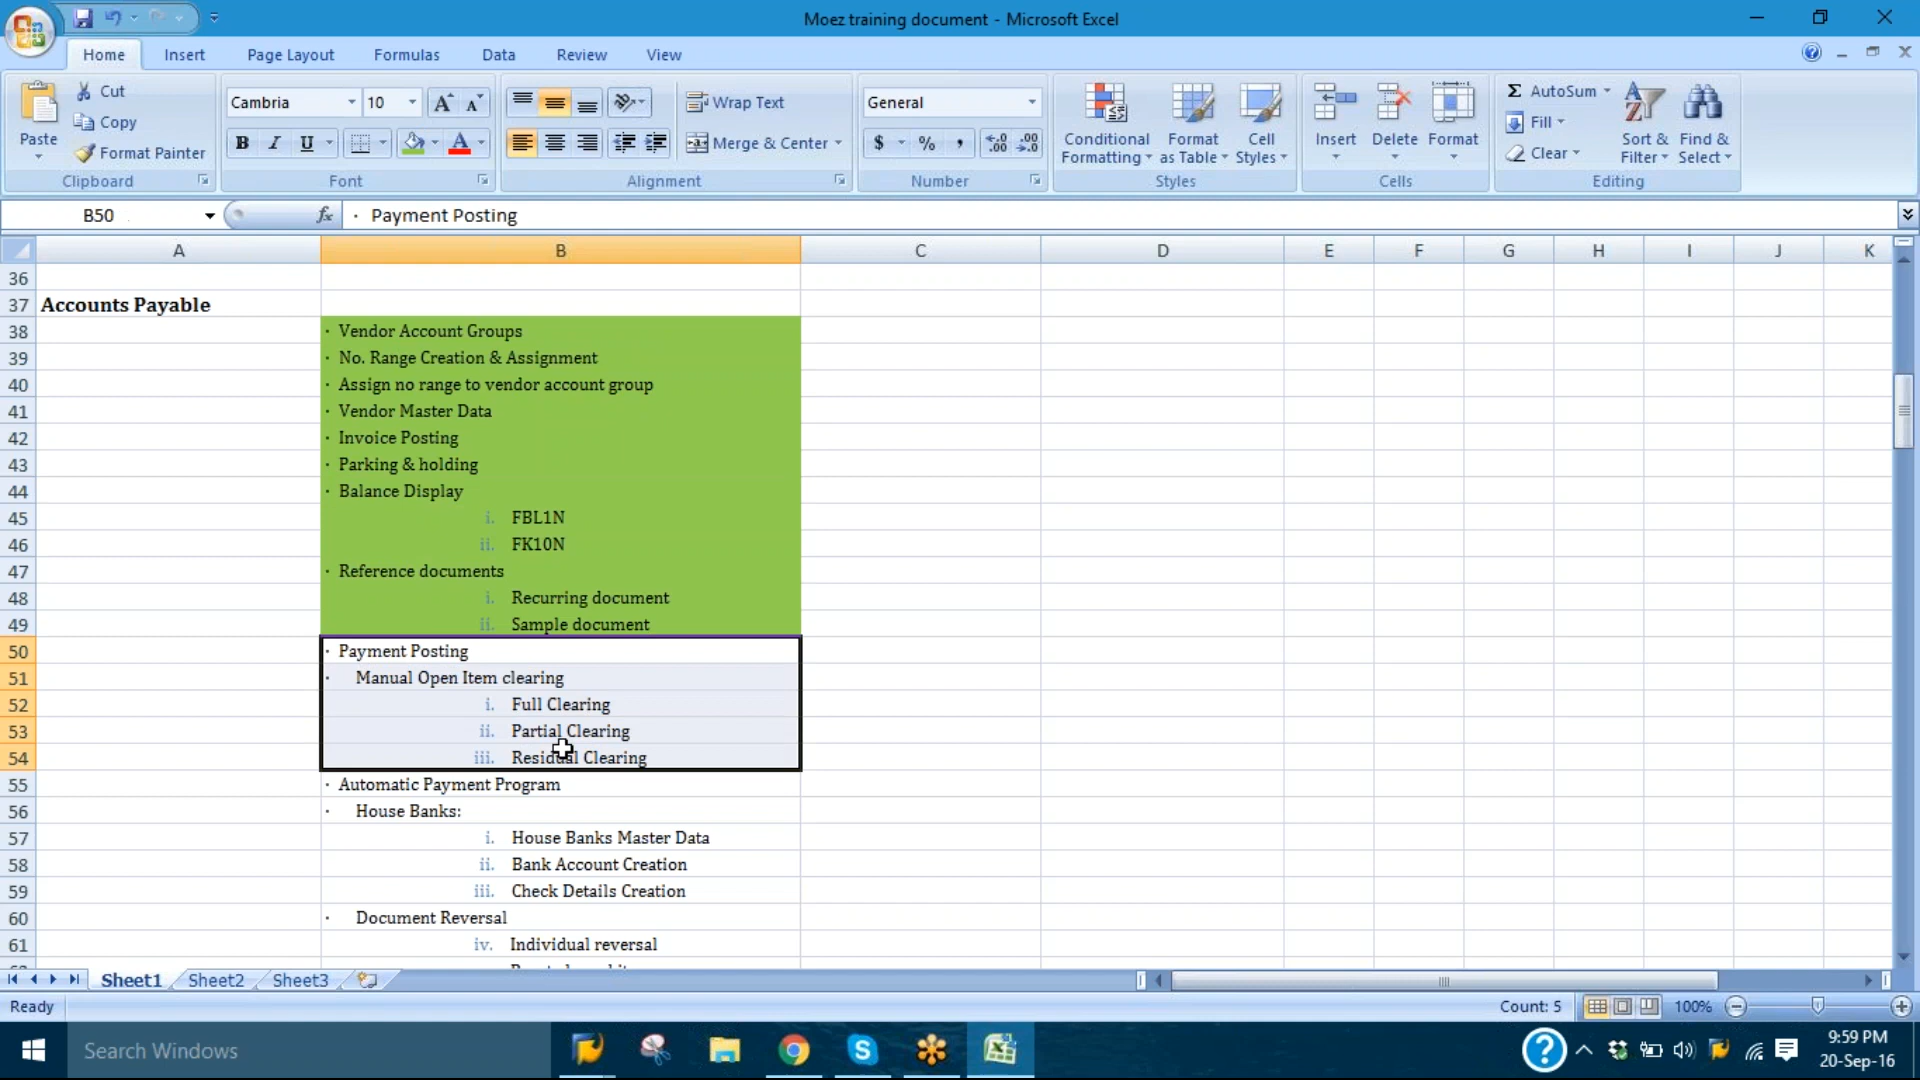 Moez training document - Microsoft Excel
Home Insert Page Layout Formulas Data Review View
Paste
Cut
Copy
Format Painter
Clipboard
Cambria 10
B I U
Font
Wrap Text
Merge & Center
Alignment
General
$ % ,
Number
Conditional Formatting
Format as Table
Cell Styles
Styles
Insert Delete Format
Cells
Σ AutoSum
Fill
Clear
Sort & Filter
Find & Select
Editing
B50 fx · Payment Posting
A B C D E F G H I J K
36
37 Accounts Payable
38 · Vendor Account Groups
39 · No. Range Creation & Assignment
40 · Assign no range to vendor account group
41 · Vendor Master Data
42 · Invoice Posting
43 · Parking & holding
44 · Balance Display
45 i. FBL1N
46 ii. FK10N
47 · Reference documents
48 i. Recurring document
49 ii. Sample document
50 · Payment Posting
51 · Manual Open Item clearing
52 i. Full Clearing
53 ii. Partial Clearing
54 iii. Residual Clearing
55 · Automatic Payment Program
56 · House Banks:
57 i. House Banks Master Data
58 ii. Bank Account Creation
59 iii. Check Details Creation
60 · Document Reversal
61 iv. Individual reversal
Sheet1 Sheet2 Sheet3
Ready Count: 5 100%
Search Windows
9:59 PM
20-Sep-16